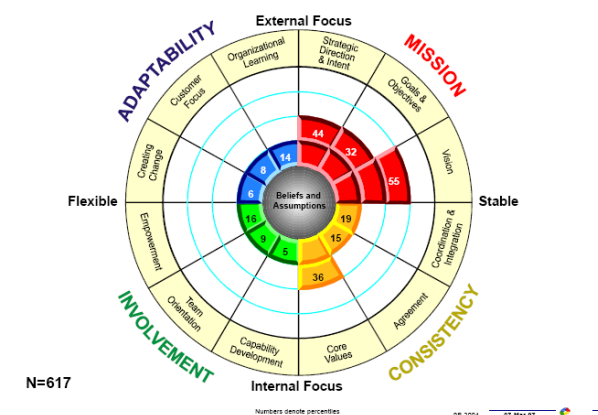 External Focus
ADAPTABILITY
MISSION
Organizational
Learning
Strategic
Direction
& Intent
Customer
Focus
Goals &
Objectives
Creating
Change
Vision
44
32
55
14
8
6
Flexible
Beliefs and
Assumptions
Stable
16
9
5
19
15
36
Empowerment
Coordination &
Integration
Team
Orientation
Agreement
Capability
Development
Core
Values
INVOLVEMENT
CONSISTENCY
Internal Focus
N=617
Numbers denote percentiles